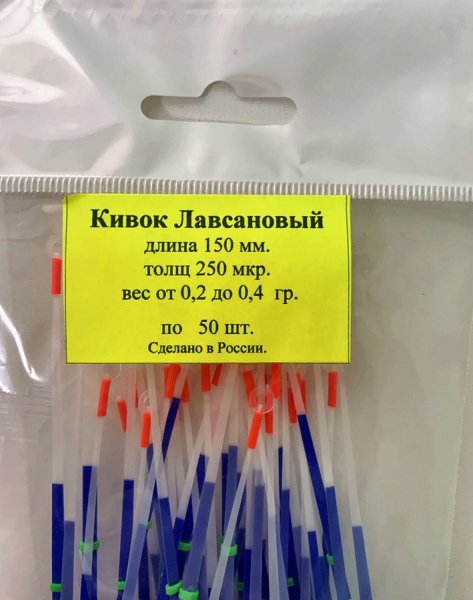 Кивок Лавсановый
длина 150 мм.
толщ 250 мкр.
вес от 0,2 до 0,4 гр.
по 50 шт.
Сделано в России.